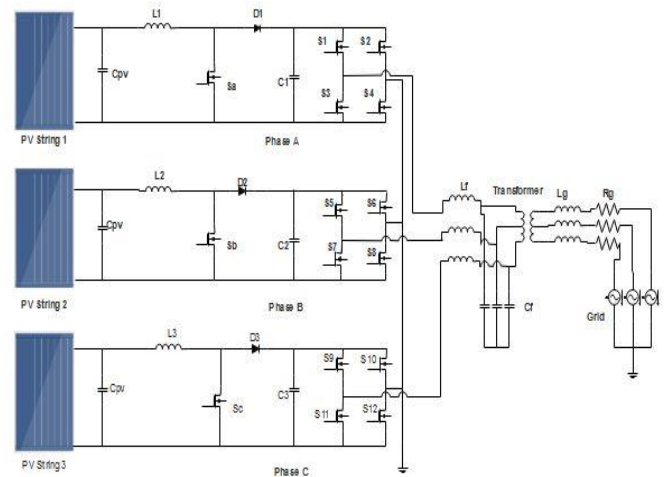 L1
D1
S1
S2
Cpv
Sa
C1
S3
S4
PV String 1
Phase A
L2
D2
S5
S6
Cpv
Sb
C2
S7
S8
PV String 2
Phase B
Lf
Transformer
Lg
Rg
Cf
Grid
L3
D3
S9
S10
Cpv
Sc
C3
S11
S12
PV String 3
Phase C